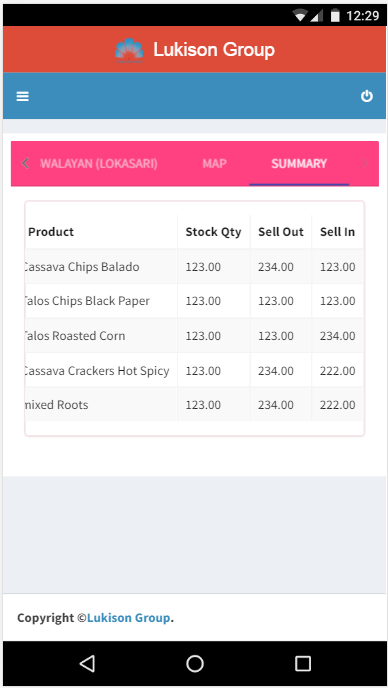 12:29
Lukison Group
WALAYAN (LOKASARI) MAP SUMMARY
Product Stock Qty Sell Out Sell In
Cassava Chips Balado 123.00 234.00 123.00
Talos Chips Black Paper 123.00 123.00 123.00
Talos Roasted Corn 123.00 123.00 234.00
Cassava Crackers Hot Spicy 123.00 234.00 222.00
mixed Roots 123.00 234.00 222.00
Copyright ©Lukison Group.